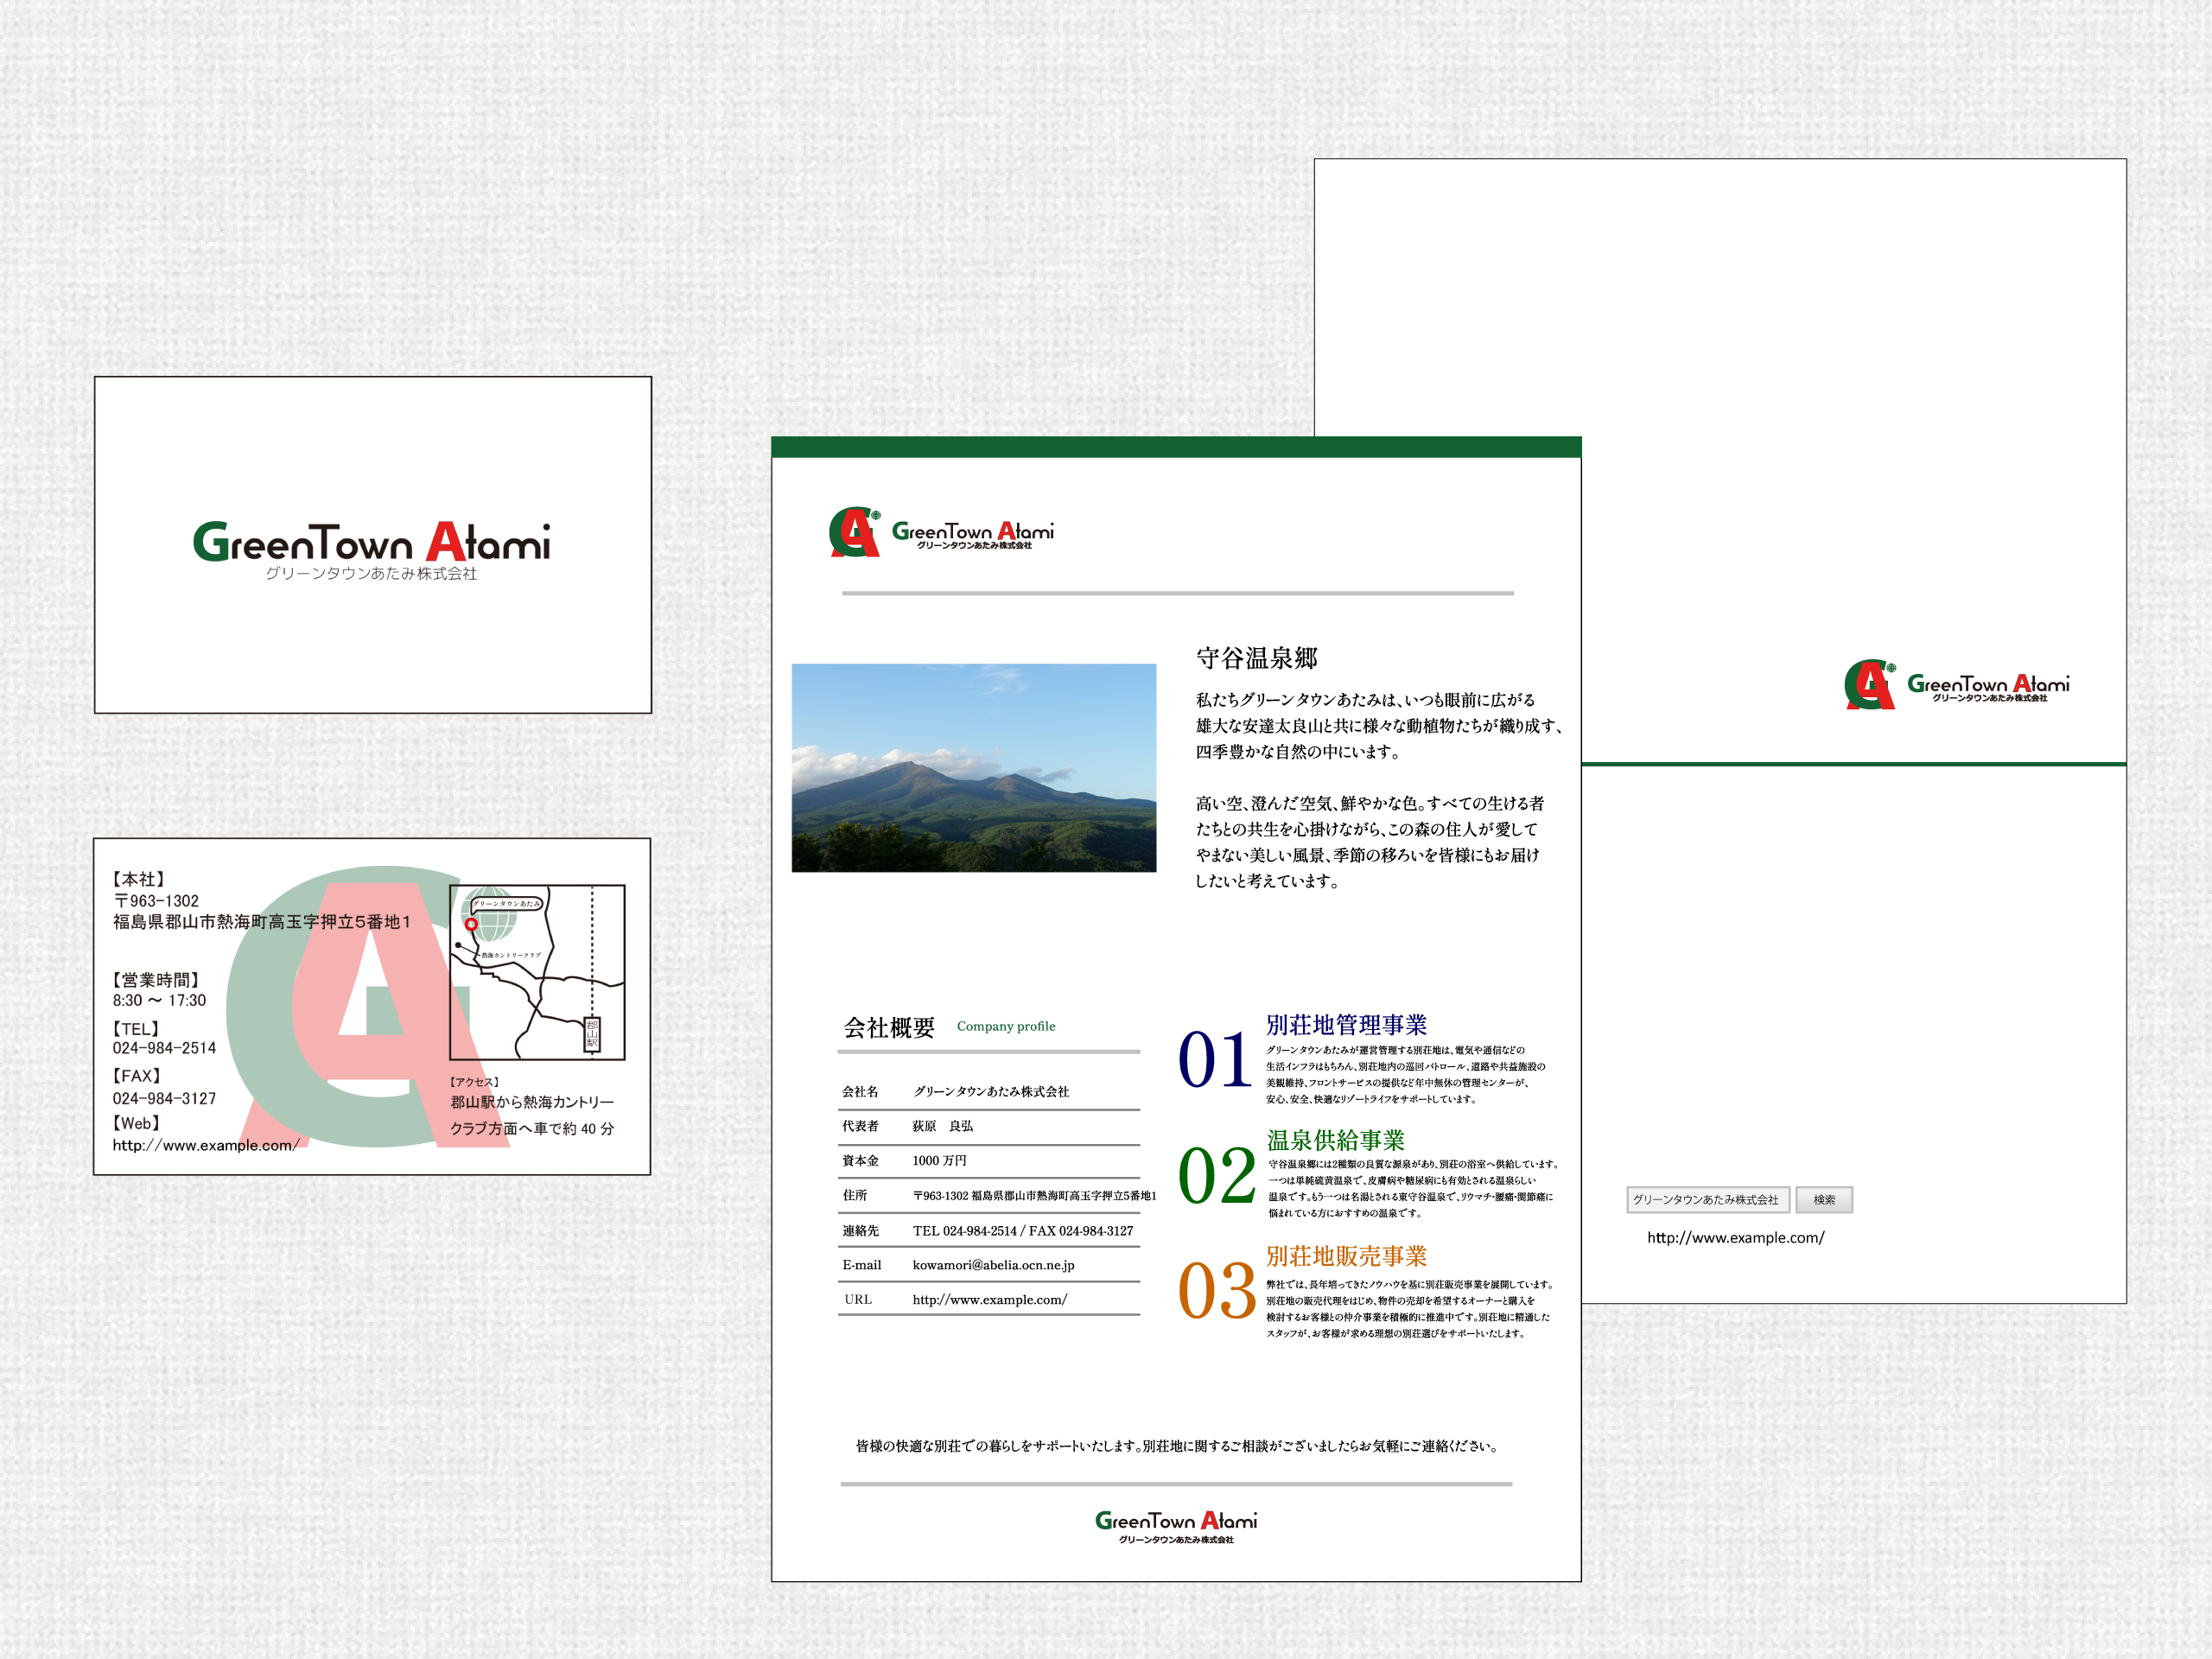 GreenTown Atami
グリーンタウンあたみ株式会社
【本社】
〒963-1302
福島県郡山市熱海町高玉字押立5番地1
【営業時間】
8:30 ～ 17:30
【TEL】
024-984-2514
【FAX】
024-984-3127
【Web】
http://www.example.com/
グリーンタウンあたみ
熱海カントリークラブ
郡山駅
【アクセス】
郡山駅から熱海カントリー
クラブ方面へ車で約 40 分
GA
GreenTown Atami
グリーンタウンあたみ株式会社
守谷温泉郷
私たちグリーンタウンあたみは、いつも眼前に広がる
雄大な安達太良山と共に様々な動植物たちが織り成す、
四季豊かな自然の中にいます。
高い空、澄んだ空気、鮮やかな色。すべての生ける者
たちとの共生を心掛けながら、この森の住人が愛して
やまない美しい風景、季節の移ろいを皆様にもお届け
したいと考えています。
会社概要 Company profile
会社名 グリーンタウンあたみ株式会社
代表者 萩原　良弘
資本金 1000 万円
住所 〒963-1302 福島県郡山市熱海町高玉字押立5番地1
連絡先 TEL 024-984-2514 / FAX 024-984-3127
E-mail kowamori@abelia.ocn.ne.jp
URL http://www.example.com/
01 別荘地管理事業
グリーンタウンあたみが運営管理する別荘地は、電気や通信などの
生活インフラはもちろん、別荘地内の巡回パトロール、道路や共益施設の
美観維持、フロントサービスの提供など年中無休の管理センターが、
安心、安全、快適なリゾートライフをサポートしています。
02 温泉供給事業
守谷温泉郷には2種類の良質な源泉があり、別荘の浴室へ供給しています。
一つは単純硫黄温泉で、皮膚病や糖尿病にも有効とされる温泉らしい
温泉です。もう一つは名湯とされる東守谷温泉で、リウマチ・腰痛・関節痛に
悩まれている方におすすめの温泉です。
03 別荘地販売事業
弊社では、長年培ってきたノウハウを基に別荘販売事業を展開しています。
別荘地の販売代理をはじめ、物件の売却を希望するオーナーと購入を
検討するお客様との仲介事業を積極的に推進中です。別荘地に精通した
スタッフが、お客様が求める理想の別荘選びをサポートいたします。
皆様の快適な別荘での暮らしをサポートいたします。別荘地に関するご相談がございましたらお気軽にご連絡ください。
GreenTown Atami
グリーンタウンあたみ株式会社
GA
GreenTown Atami
グリーンタウンあたみ株式会社
グリーンタウンあたみ株式会社 検索
http://www.example.com/